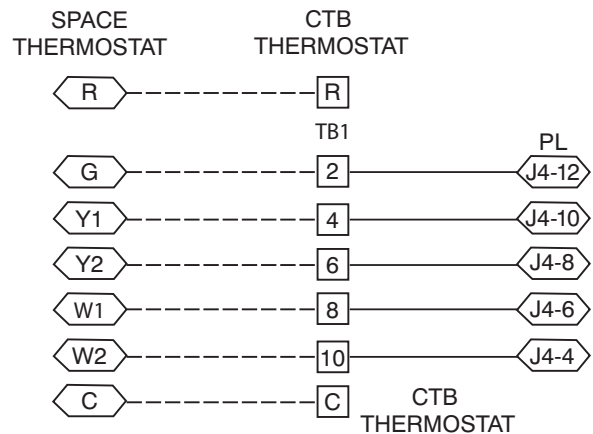 SPACE THERMOSTAT
CTB THERMOSTAT
R R
TB1
PL
G 2 J4-12
Y1 4 J4-10
Y2 6 J4-8
W1 8 J4-6
W2 10 J4-4
C C
CTB THERMOSTAT